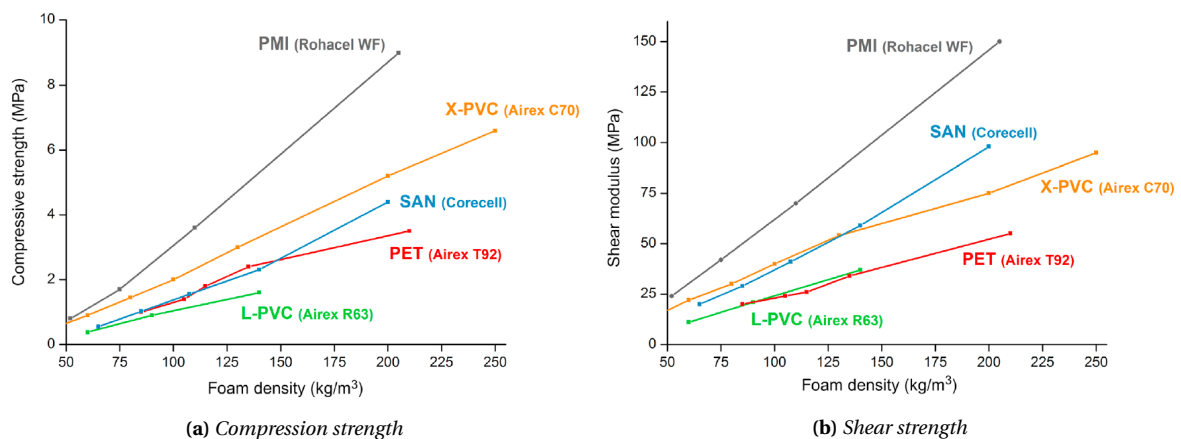 10
8
6
4
2
0
Compressive strength (MPa)
PMI (Rohacel WF)
X-PVC (Airex C70)
SAN (Corecell)
PET (Airex T92)
L-PVC (Airex R63)
50 75 100 125 150 175 200 225 250
Foam density (kg/m³)
(a) Compression strength
150
125
100
75
50
25
0
Shear modulus (MPa)
PMI (Rohacel WF)
SAN (Corecell)
X-PVC (Airex C70)
PET (Airex T92)
L-PVC (Airex R63)
50 75 100 125 150 175 200 225 250
Foam density (kg/m³)
(b) Shear strength